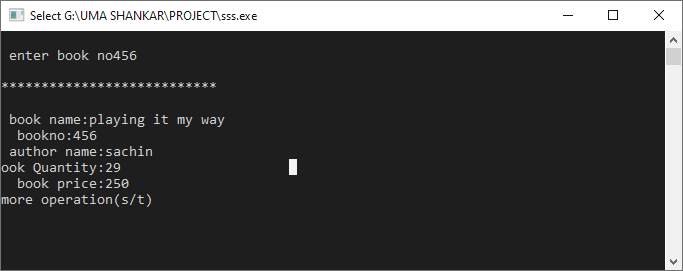 Select G:\UMA SHANKAR\PROJECT\sss.exe
enter book no456
***************************
book name:playing it my way
bookno:456
author name:sachin
ook Quantity:29
book price:250
more operation(s/t)